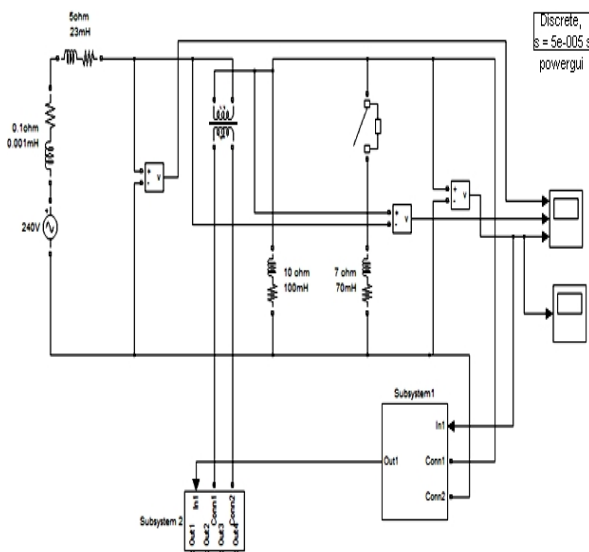 5ohm
23mH
Discrete,
s = 5e-005 s
powergui
0.1ohm
0.001mH
+
-
v
240V
+
-
v
+
-
v
10 ohm
100mH
7 ohm
70mH
Subsystem1
In1
Out1
Conn1
Conn2
Subsystem 2
In1
Conn1
Conn2
Out1
Out2
Out3
Out4